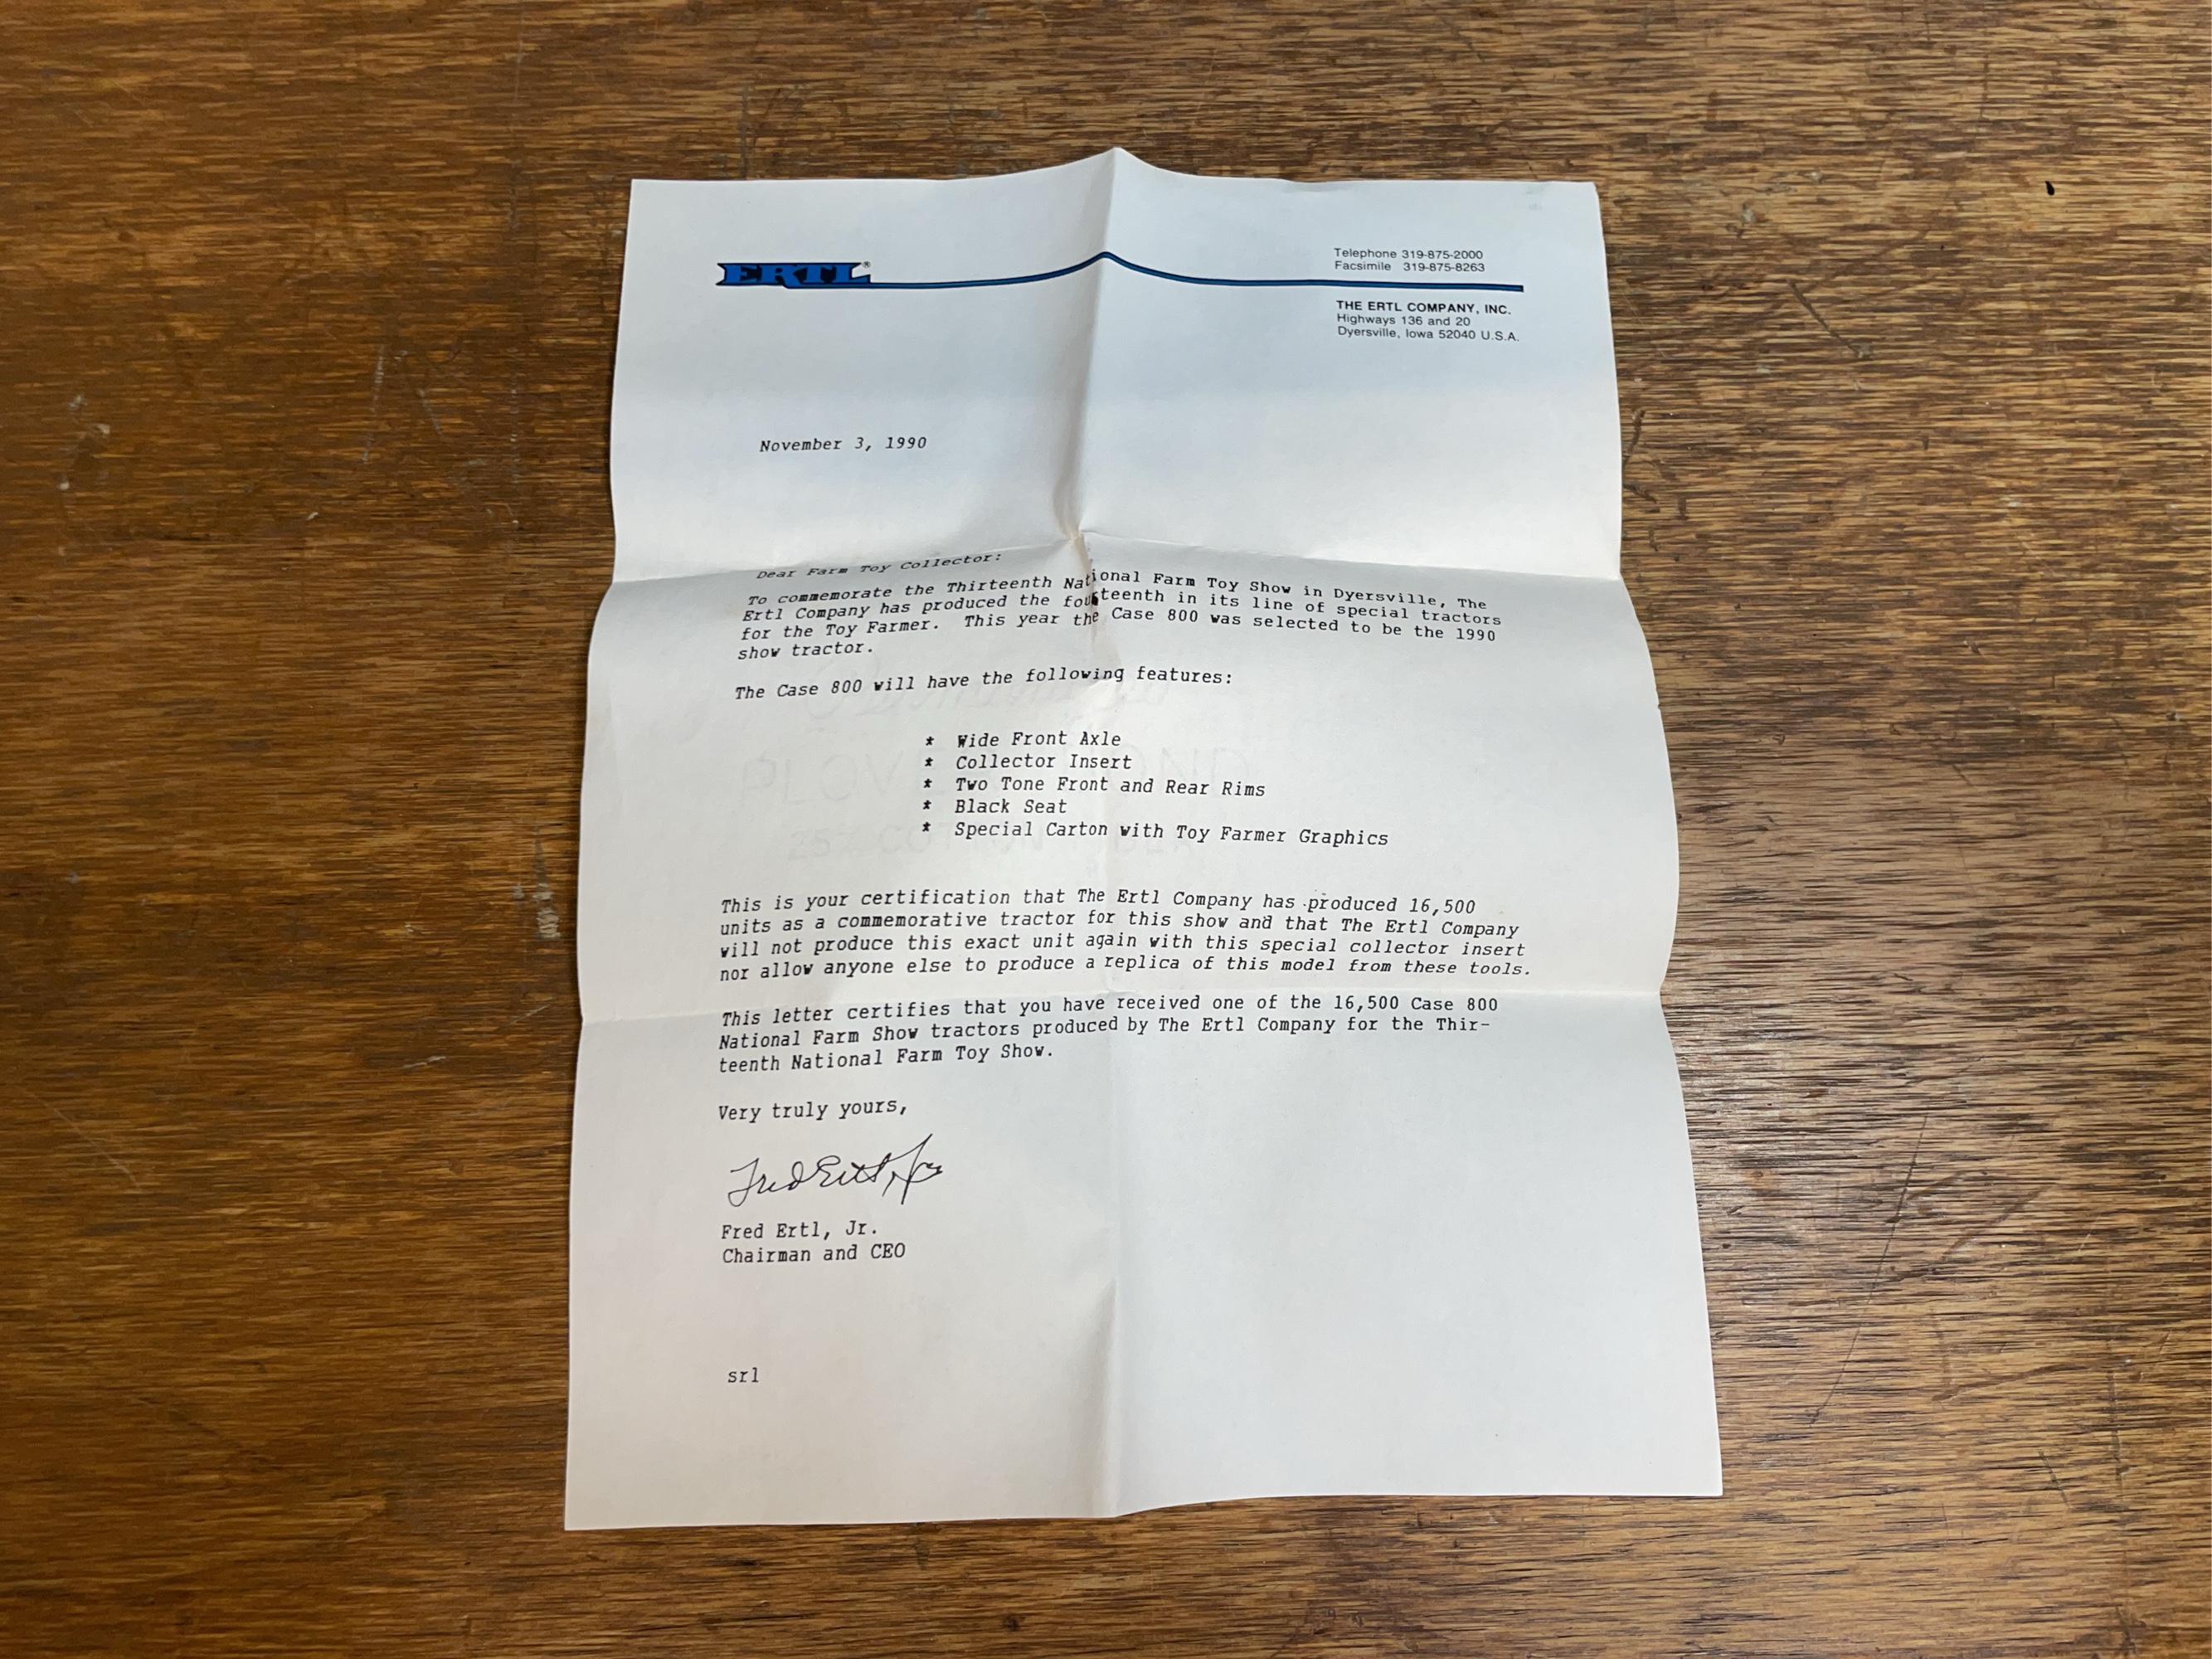 ERTL®
Telephone 319-875-2000
Facsimile 319-875-8263
THE ERTL COMPANY, INC.
Highways 136 and 20
Dyersville, Iowa 52040 U.S.A.
November 3, 1990
Dear Farm Toy Collector:
To commemorate the Thirteenth National Farm Toy Show in Dyersville, The
Ertl Company has produced the fourteenth in its line of special tractors
for the Toy Farmer. This year the Case 800 was selected to be the 1990
show tractor.
The Case 800 will have the following features:
* Wide Front Axle
* Collector Insert
* Two Tone Front and Rear Rims
* Black Seat
* Special Carton with Toy Farmer Graphics
This is your certification that The Ertl Company has produced 16,500
units as a commemorative tractor for this show and that The Ertl Company
will not produce this exact unit again with this special collector insert
nor allow anyone else to produce a replica of this model from these tools.
This letter certifies that you have received one of the 16,500 Case 800
National Farm Show tractors produced by The Ertl Company for the Thir-
teenth National Farm Toy Show.
Very truly yours,
Fred Ertl, Jr.
Fred Ertl, Jr.
Chairman and CEO
srl